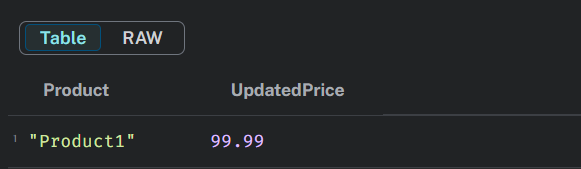 Table RAW
Product UpdatedPrice
1 "Product1" 99.99